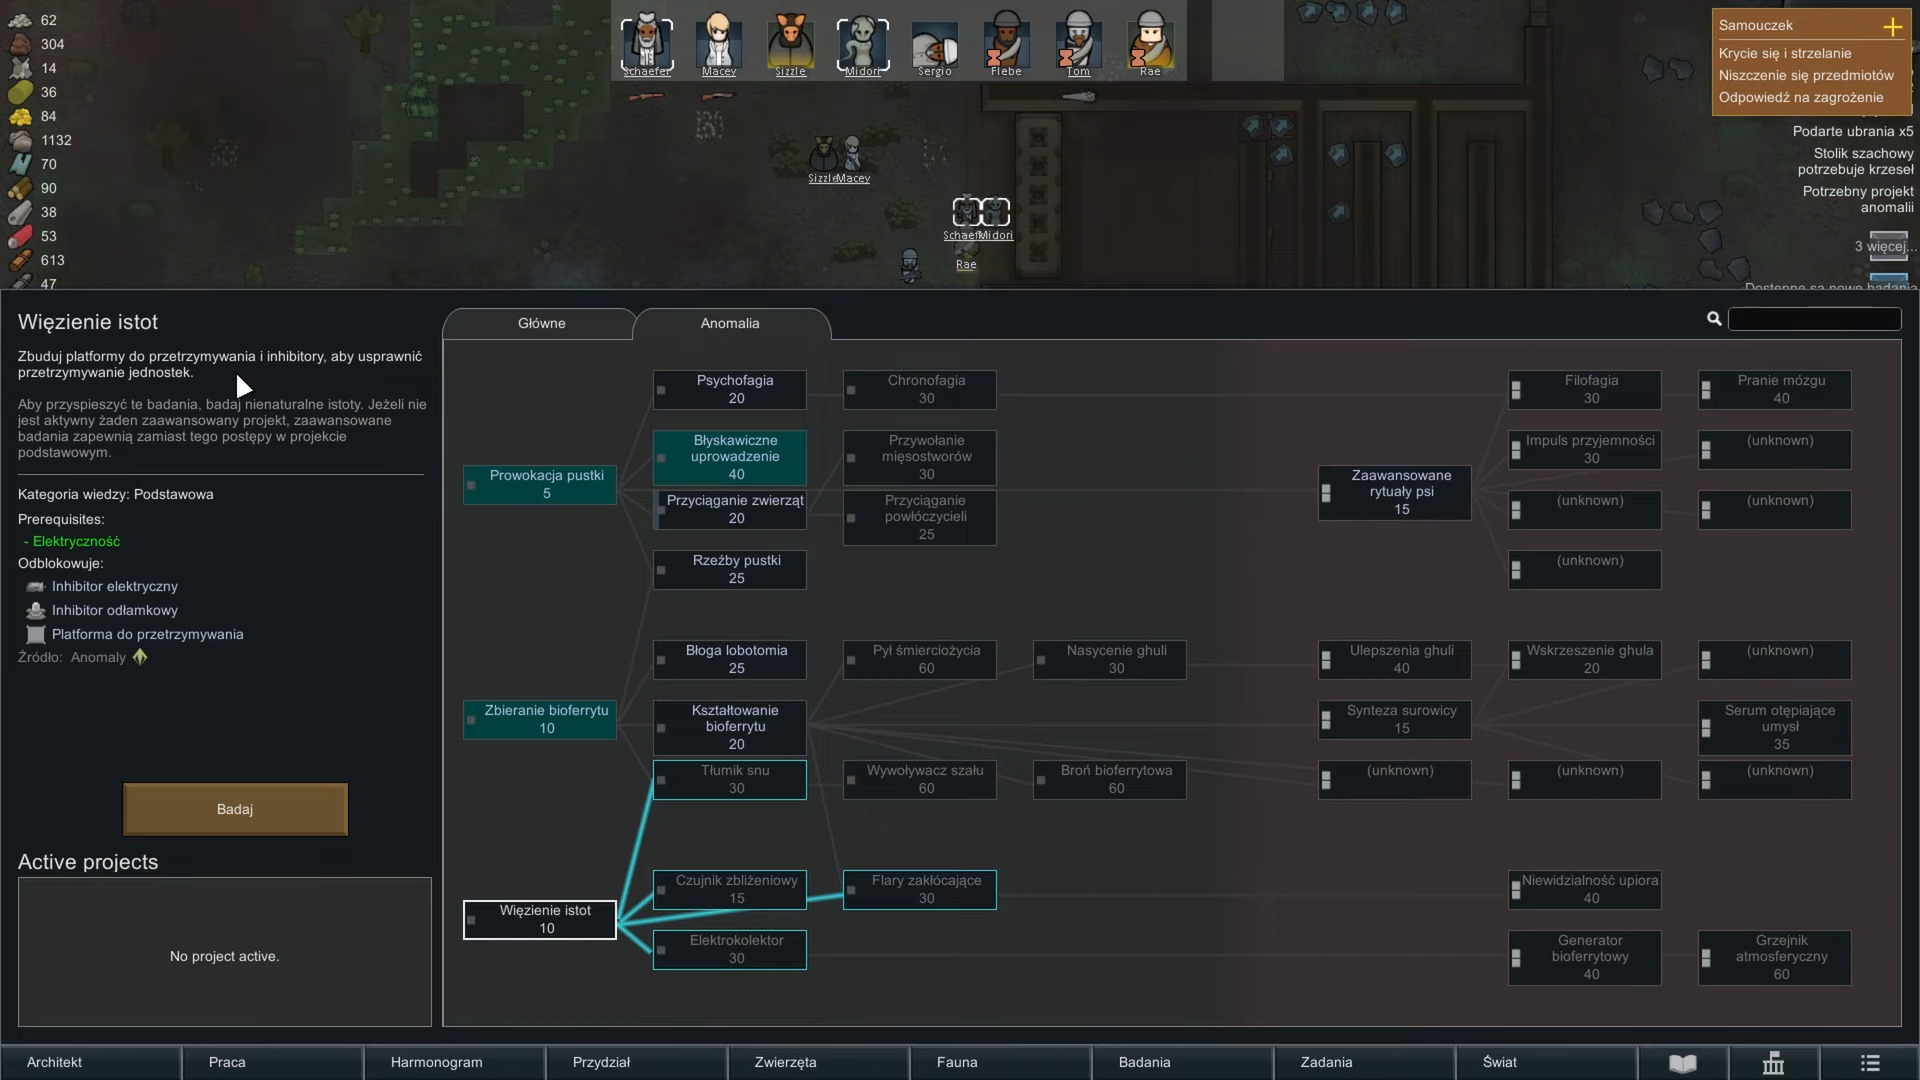 62
304
14
36
84
1132
70
90
38
53
613
47
Schaefer
Macey
Sizzle
Midori
Sergio
Flebe
Tom
Rae
Sizzle
Macey
Schaefer
Midori
Rae
Samouczek
Krycie się i strzelanie
Niszczenie się przedmiotów
Odpowiedź na zagrożenie
Podarte ubrania x5
Stolik szachowy
potrzebuje krzeseł
Potrzebny projekt
anomalii
3 więcej...
Dostępne są nowe badania
Więzienie istot
Zbuduj platformy do przetrzymywania i inhibitory, aby usprawnić
przetrzymywanie jednostek.
Aby przyspieszyć te badania, badaj nienaturalne istoty. Jeżeli nie
jest aktywny żaden zaawansowany projekt, zaawansowane
badania zapewnią zamiast tego postępy w projekcie
podstawowym.
Kategoria wiedzy: Podstawowa
Prerequisites:
- Elektryczność
Odblokowuje:
Inhibitor elektryczny
Inhibitor odłamkowy
Platforma do przetrzymywania
Źródło: Anomaly
Badaj
Active projects
No project active.
Główne
Anomalia
Prowokacja pustki
5
Zbieranie bioferrytu
10
Więzienie istot
10
Psychofagia
20
Błyskawiczne
uprowadzenie
40
Przyciąganie zwierząt
20
Rzeźby pustki
25
Błoga lobotomia
25
Kształtowanie
bioferrytu
20
Tłumik snu
30
Czujnik zbliżeniowy
15
Elektrokolektor
30
Chronofagia
30
Przywołanie
mięsostworów
30
Przyciąganie
powłóczycieli
25
Pył śmierciożycia
60
Wywoływacz szału
60
Flary zakłócające
30
Nasycenie ghuli
30
Broń bioferrytowa
60
Zaawansowane
rytuały psi
15
Ulepszenia ghuli
40
Synteza surowicy
15
(unknown)
Filofagia
30
Impuls przyjemności
30
(unknown)
(unknown)
Wskrzeszenie ghula
20
(unknown)
Niewidzialność upiora
40
Generator
bioferrytowy
40
Pranie mózgu
40
(unknown)
(unknown)
(unknown)
Serum otępiające
umysł
35
(unknown)
Grzejnik
atmosferyczny
60
Architekt
Praca
Harmonogram
Przydział
Zwierzęta
Fauna
Badania
Zadania
Świat